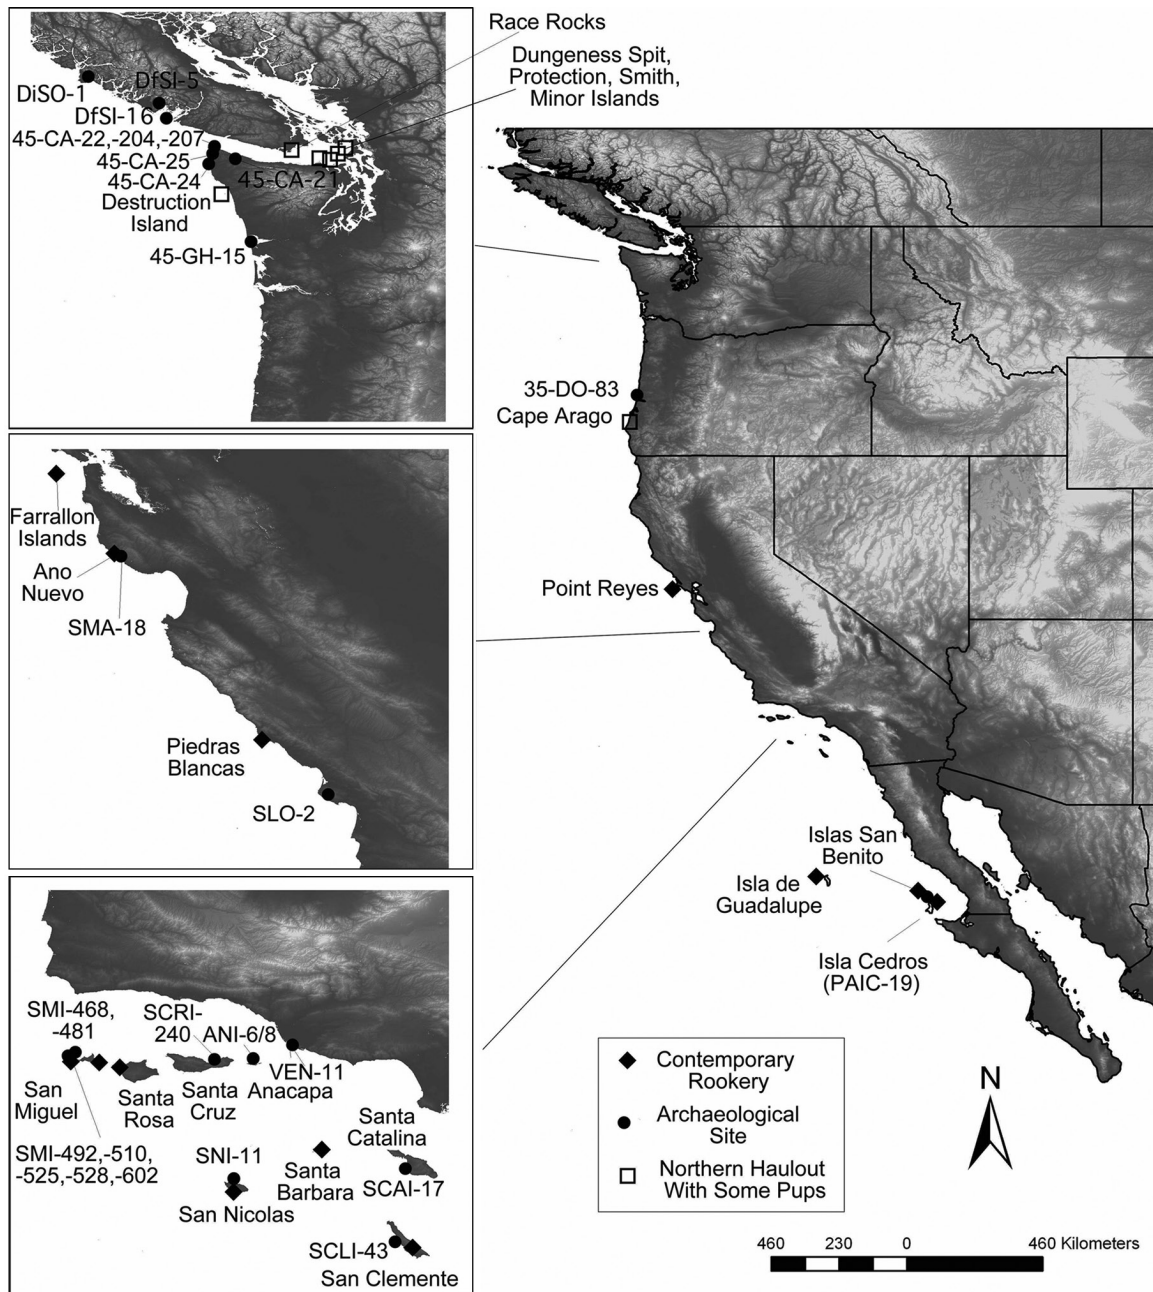 Race Rocks
Dungeness Spit,
Protection, Smith,
Minor Islands
DiSO-1
DfSI-5
DfSI-16
45-CA-22,-204,-207
45-CA-25
45-CA-24
45-CA-21
Destruction
Island
45-GH-15
Farrallon
Islands
Ano
Nuevo
SMA-18
Piedras
Blancas
SLO-2
SMI-468,
-481
SCRI-
240
ANI-6/8
VEN-11
Anacapa
San
Miguel
Santa
Rosa
Santa
Cruz
Santa
Catalina
SMI-492,-510,
-525,-528,-602
SNI-11
San Nicolas
Santa
Barbara
SCAI-17
SCLI-43
San Clemente
35-DO-83
Cape Arago
Point Reyes
Islas San
Benito
Isla de
Guadalupe
Isla Cedros
(PAIC-19)
Contemporary
Rookery
Archaeological
Site
Northern Haulout
With Some Pups
N
460 230 0 460 Kilometers